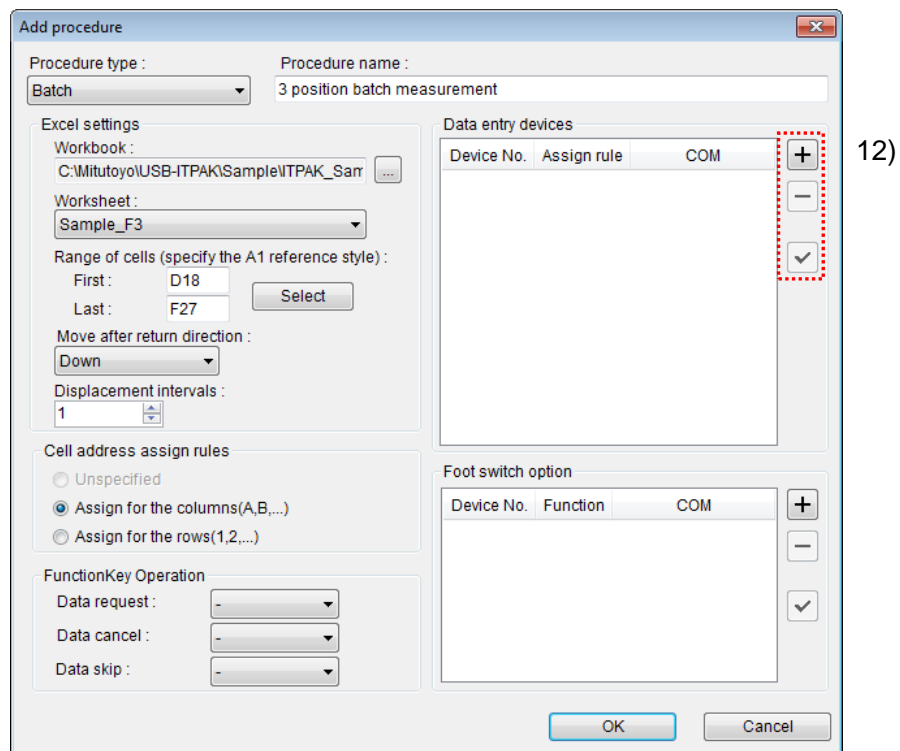 Add procedure
Procedure type :
Procedure name :
Batch
3 position batch measurement
Excel settings
Workbook :
C:\Mitutoyo\USB-ITPAK\Sample\ITPAK_Sam
...
Worksheet :
Sample_F3
Range of cells (specify the A1 reference style) :
First :
D18
Last :
F27
Select
Move after return direction :
Down
Displacement intervals :
1
Cell address assign rules
Unspecified
Assign for the columns(A,B,...)
Assign for the rows(1,2,...)
FunctionKey Operation
Data request :
-
Data cancel :
-
Data skip :
-
Data entry devices
Device No. Assign rule COM
+
-
12)
Foot switch option
Device No. Function COM
+
-
OK
Cancel